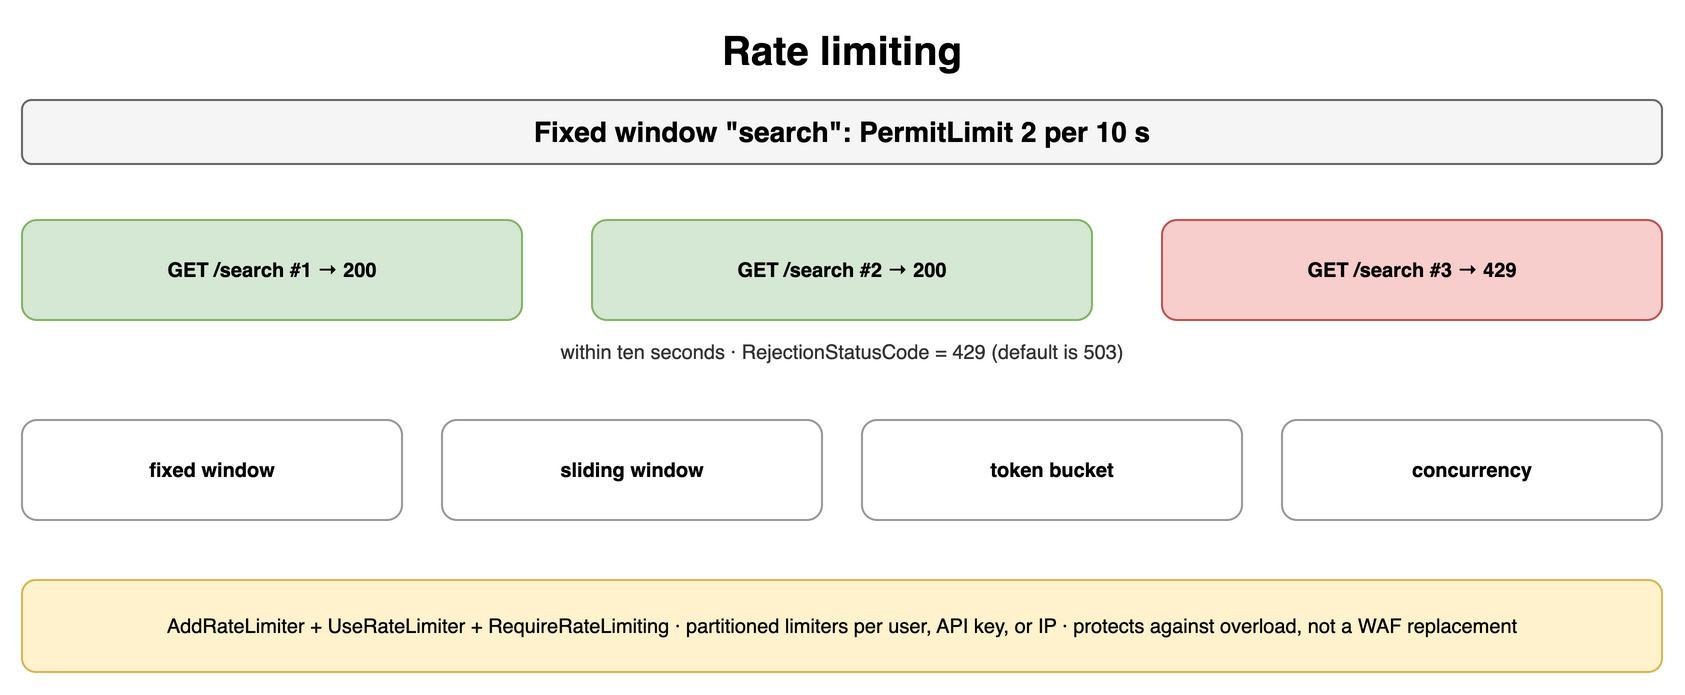 Rate limiting
Fixed window "search": PermitLimit 2 per 10 s
GET /search #1 → 200
GET /search #2 → 200
GET /search #3 → 429
within ten seconds · RejectionStatusCode = 429 (default is 503)
fixed window
sliding window
token bucket
concurrency
AddRateLimiter + UseRateLimiter + RequireRateLimiting · partitioned limiters per user, API key, or IP · protects against overload, not a WAF replacement